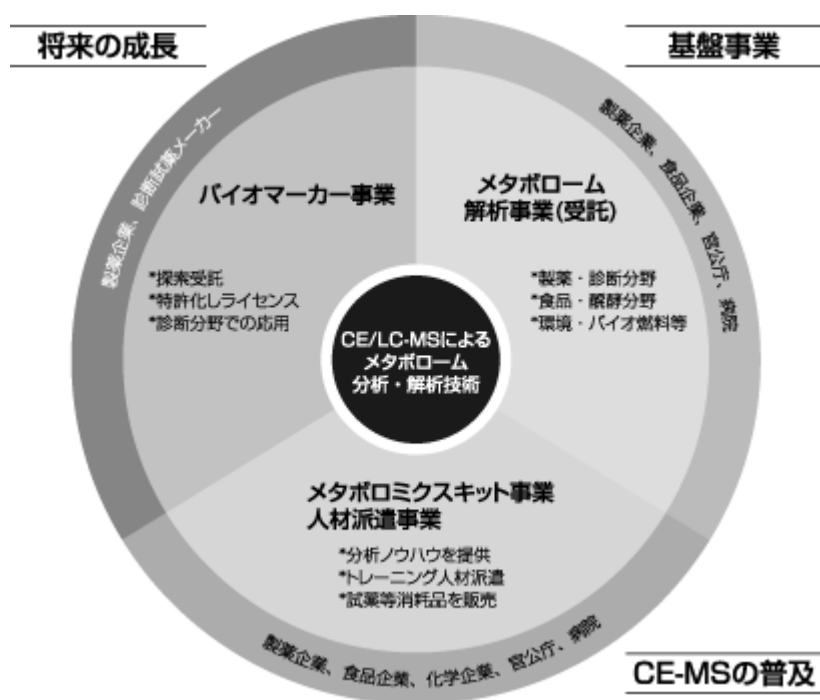 将来の成長
基盤事業
製薬企業、診断試薬メーカー
バイオマーカー事業
*探索受託
*特許化しライセンス
*診断分野での応用
製薬企業、食品企業、官公庁、病院
メタボローム
解析事業(受託)
*製薬・診断分野
*食品・醗酵分野
*環境・バイオ燃料等
CE/LC-MSによる
メタボローム
分析・解析技術
メタボロミクスキット事業
人材派遣事業
*分析ノウハウを提供
*トレーニング人材派遣
*試薬等消耗品を販売
製薬企業、食品企業、化学企業、官公庁、病院
CE-MSの普及